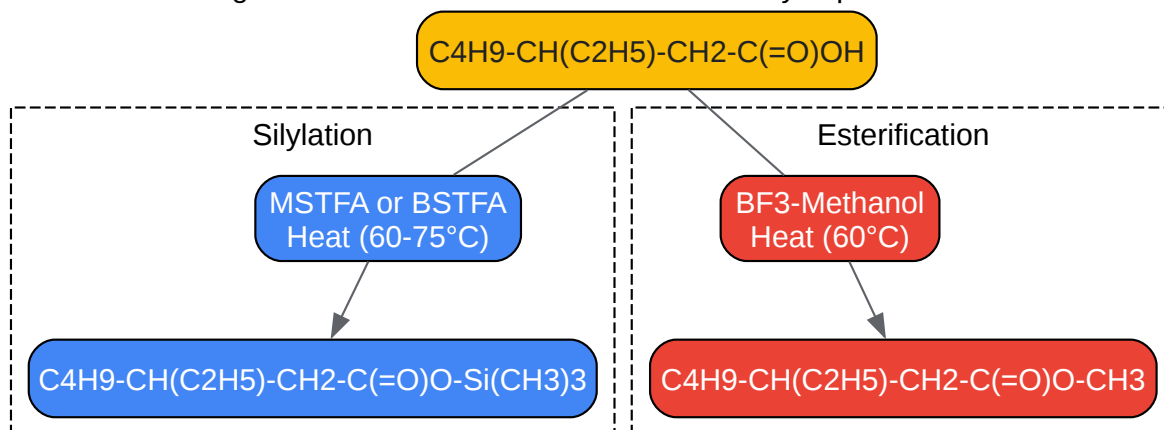 C4H9-CH(C2H5)-CH2-C(=O)OH
Silylation
MSTFA or BSTFA
Heat (60-75°C)
C4H9-CH(C2H5)-CH2-C(=O)O-Si(CH3)3
Esterification
BF3-Methanol
Heat (60°C)
C4H9-CH(C2H5)-CH2-C(=O)O-CH3